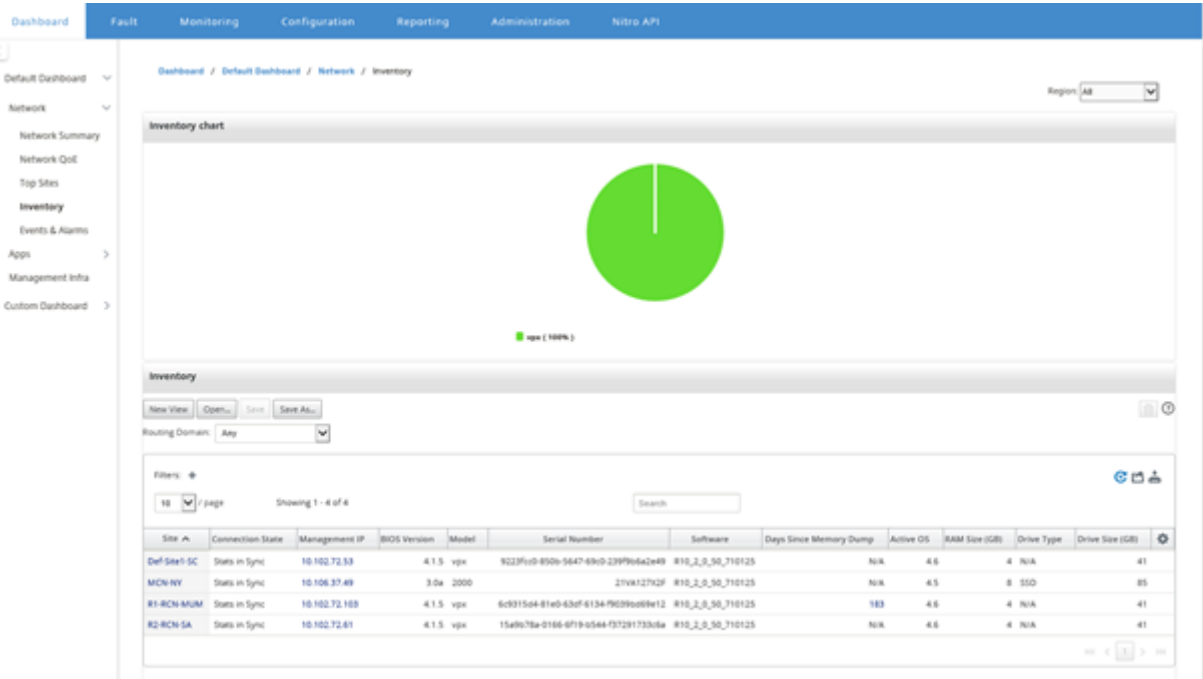 Dashboard Fault Monitoring Configuration Reporting Administration Nitro API
Default Dashboard
Network
Network Summary
Network QoE
Top Sites
Inventory
Events & Alarms
Apps
Management Infra
Custom Dashboard
Dashboard / Default Dashboard / Network / Inventory
Region: All
Inventory chart
vpx ( 100% )
Inventory
New View Open... Save Save As...
Routing Domain: Any
Filters: +
10 / page Showing 1 - 4 of 4 Search
Site Connection State Management IP BIOS Version Model Serial Number Software Days Since Memory Dump Active OS RAM Size (GB) Drive Type Drive Size (GB)
Def-Site1-SC Stats in Sync 10.102.72.53 4.1.5 vpx R10_2_0_50_710125 N/A 4.6 4 N/A 41
MCN-NY Stats in Sync 10.106.37.49 3.0a 2000 21VA127X2F R10_2_0_50_710125 N/A 4.5 8 SSD 85
R1-RCN-MUM Stats in Sync 10.102.72.103 4.1.5 vpx R10_2_0_50_710125 183 4.6 4 N/A 41
R2-RCN-SA Stats in Sync 10.102.72.61 4.1.5 vpx R10_2_0_50_710125 N/A 4.6 4 N/A 41
1